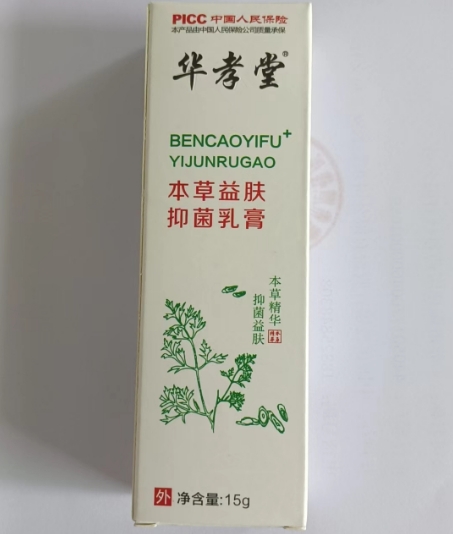 PICC 中国人民保险
本产品由中国人民保险公司质量承保
华孝堂®
BENCAOYIFU+
YIJUNRUGAO
本草益肤
抑菌乳膏
本草精华
抑菌益肤
外 净含量:15g